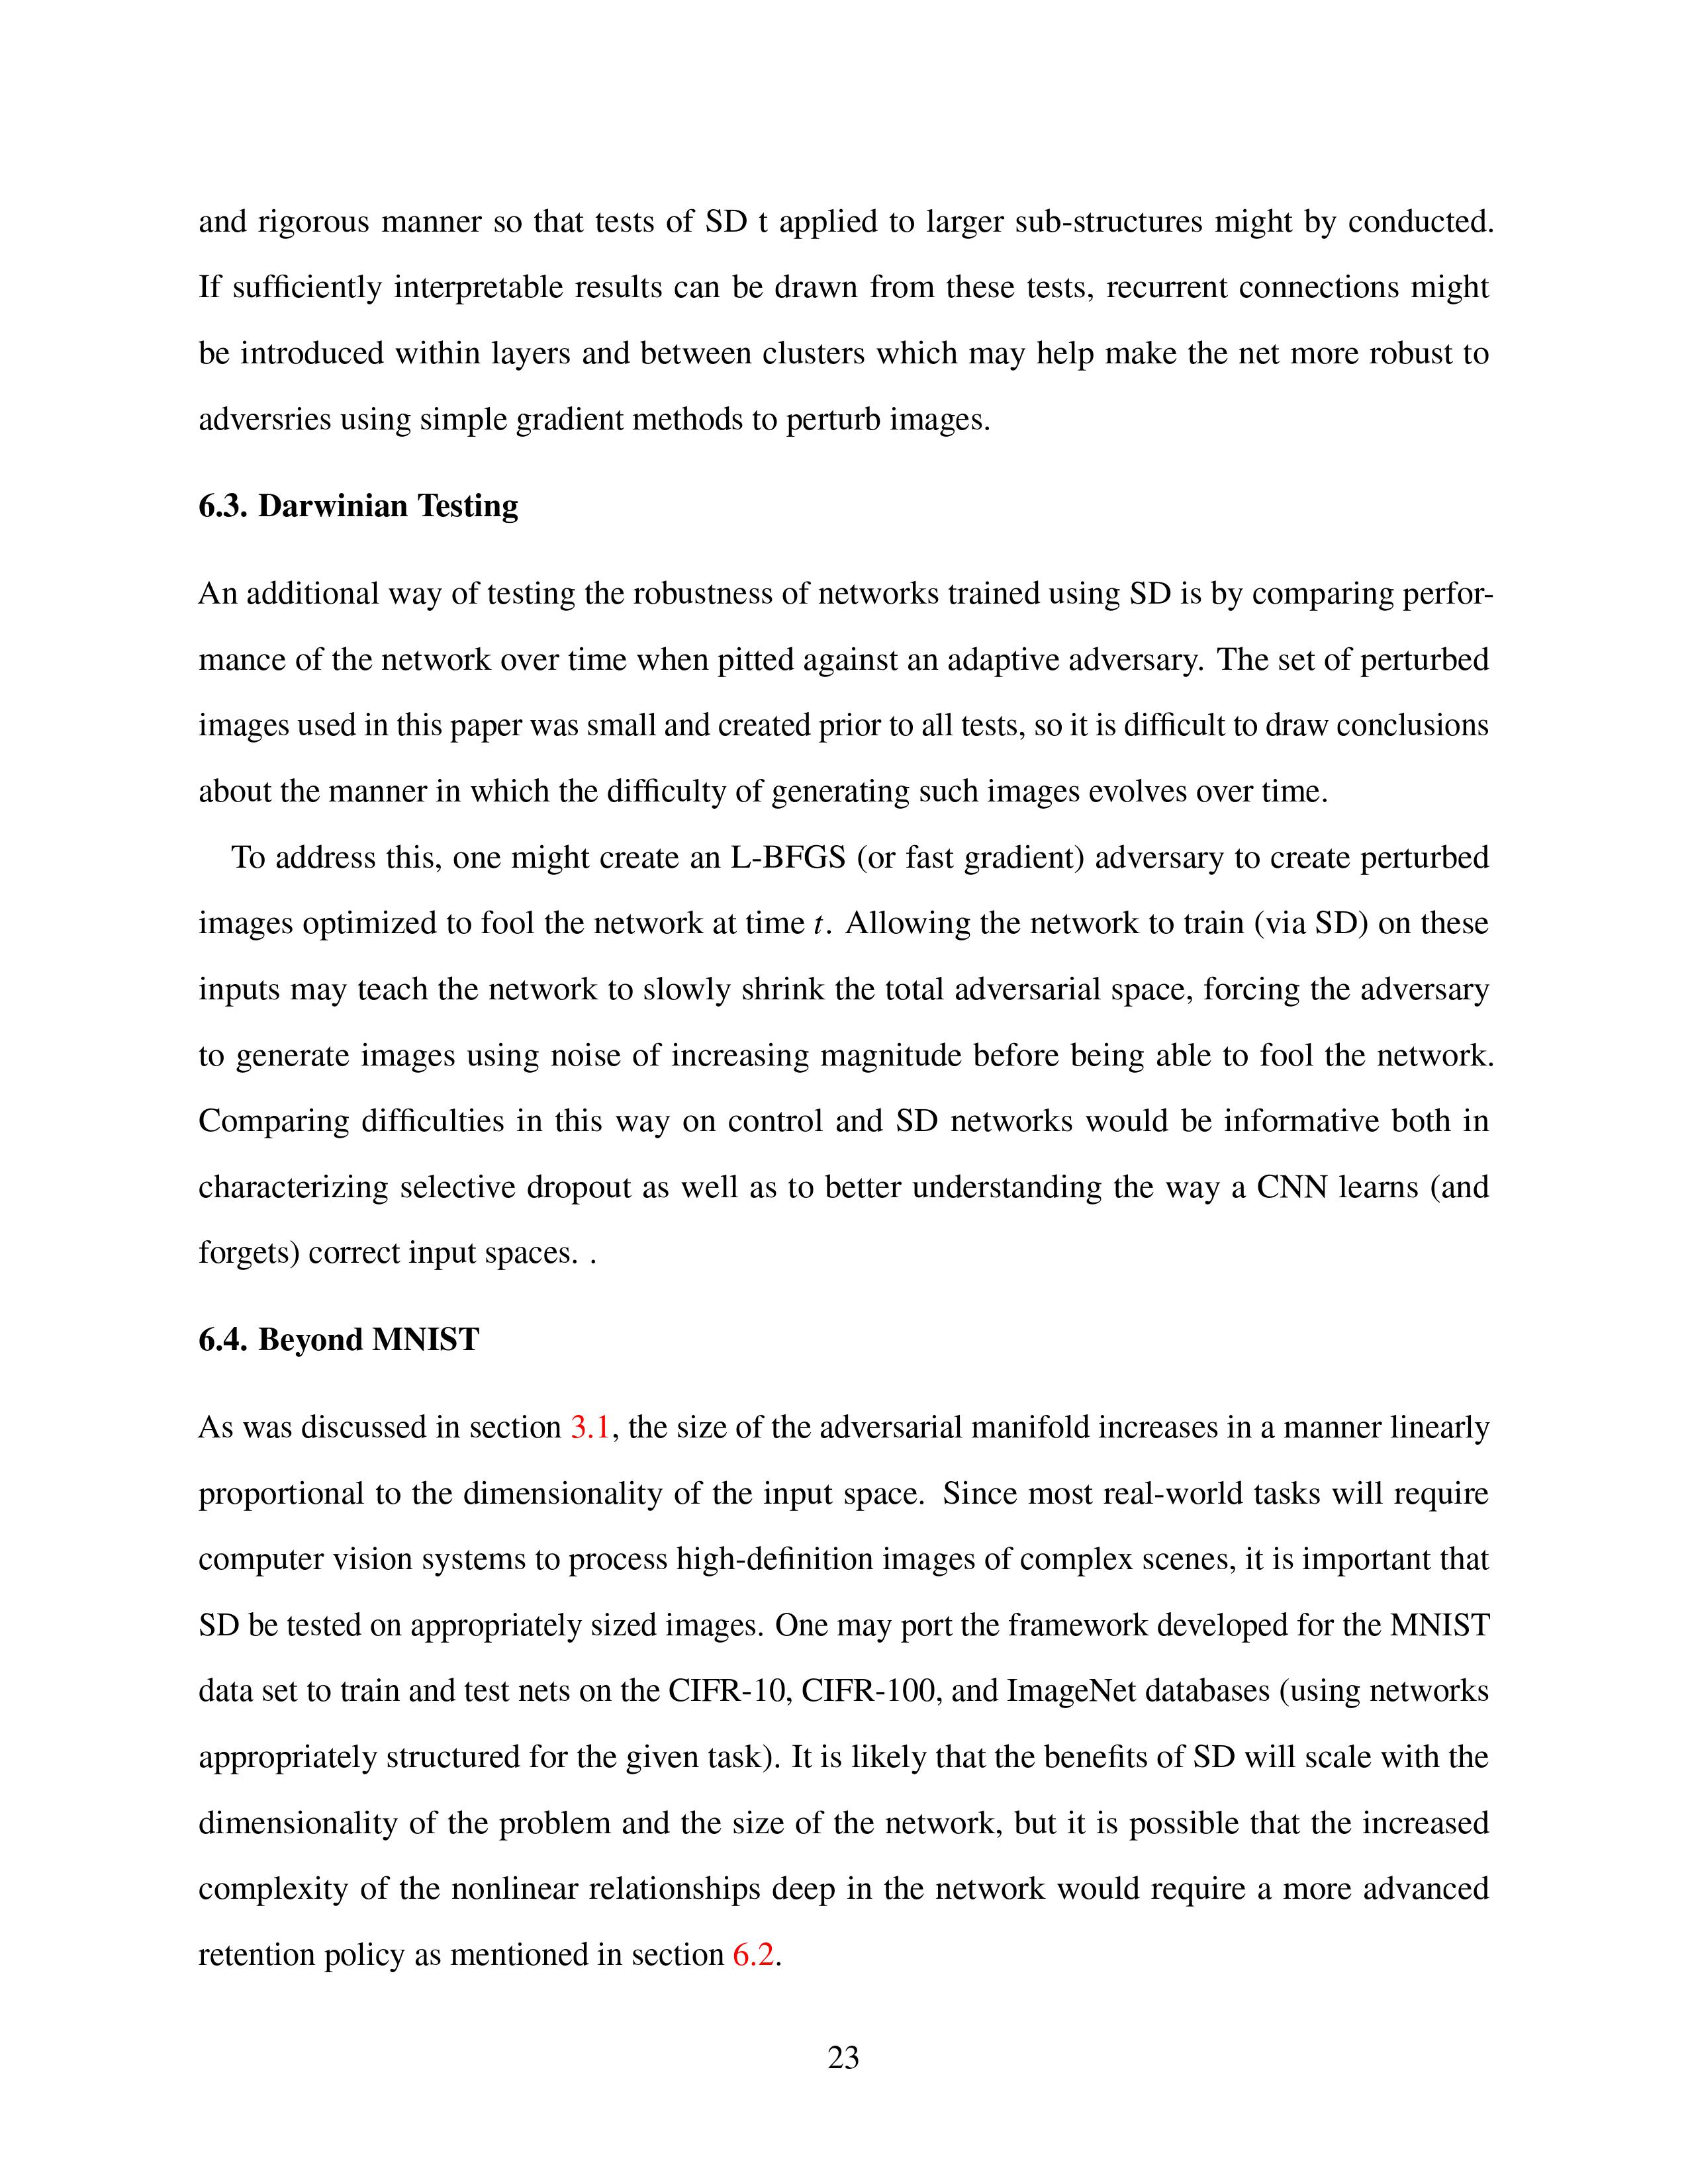 and rigorous manner so that tests of SD t applied to larger sub-structures might by conducted.
If sufficiently interpretable results can be drawn from these tests, recurrent connections might
be introduced within layers and between clusters which may help make the net more robust to
adversries using simple gradient methods to perturb images.
6.3. Darwinian Testing
An additional way of testing the robustness of networks trained using SD is by comparing perfor-
mance of the network over time when pitted against an adaptive adversary. The set of perturbed
images used in this paper was small and created prior to all tests, so it is difficult to draw conclusions
about the manner in which the difficulty of generating such images evolves over time.
To address this, one might create an L-BFGS (or fast gradient) adversary to create perturbed
images optimized to fool the network at time t. Allowing the network to train (via SD) on these
inputs may teach the network to slowly shrink the total adversarial space, forcing the adversary
to generate images using noise of increasing magnitude before being able to fool the network.
Comparing difficulties in this way on control and SD networks would be informative both in
characterizing selective dropout as well as to better understanding the way a CNN learns (and
forgets) correct input spaces. .
6.4. Beyond MNIST
As was discussed in section 3.1, the size of the adversarial manifold increases in a manner linearly
proportional to the dimensionality of the input space. Since most real-world tasks will require
computer vision systems to process high-definition images of complex scenes, it is important that
SD be tested on appropriately sized images. One may port the framework developed for the MNIST
data set to train and test nets on the CIFR-10, CIFR-100, and ImageNet databases (using networks
appropriately structured for the given task). It is likely that the benefits of SD will scale with the
dimensionality of the problem and the size of the network, but it is possible that the increased
complexity of the nonlinear relationships deep in the network would require a more advanced
retention policy as mentioned in section 6.2.
23